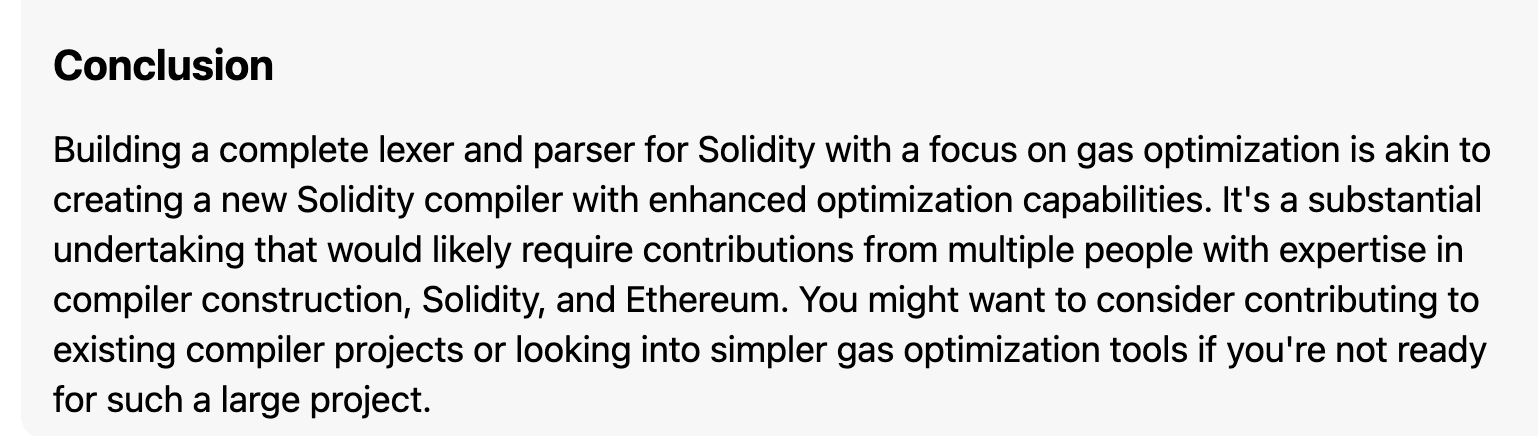 Conclusion
Building a complete lexer and parser for Solidity with a focus on gas optimization is akin to
creating a new Solidity compiler with enhanced optimization capabilities. It's a substantial
undertaking that would likely require contributions from multiple people with expertise in
compiler construction, Solidity, and Ethereum. You might want to consider contributing to
existing compiler projects or looking into simpler gas optimization tools if you're not ready
for such a large project.